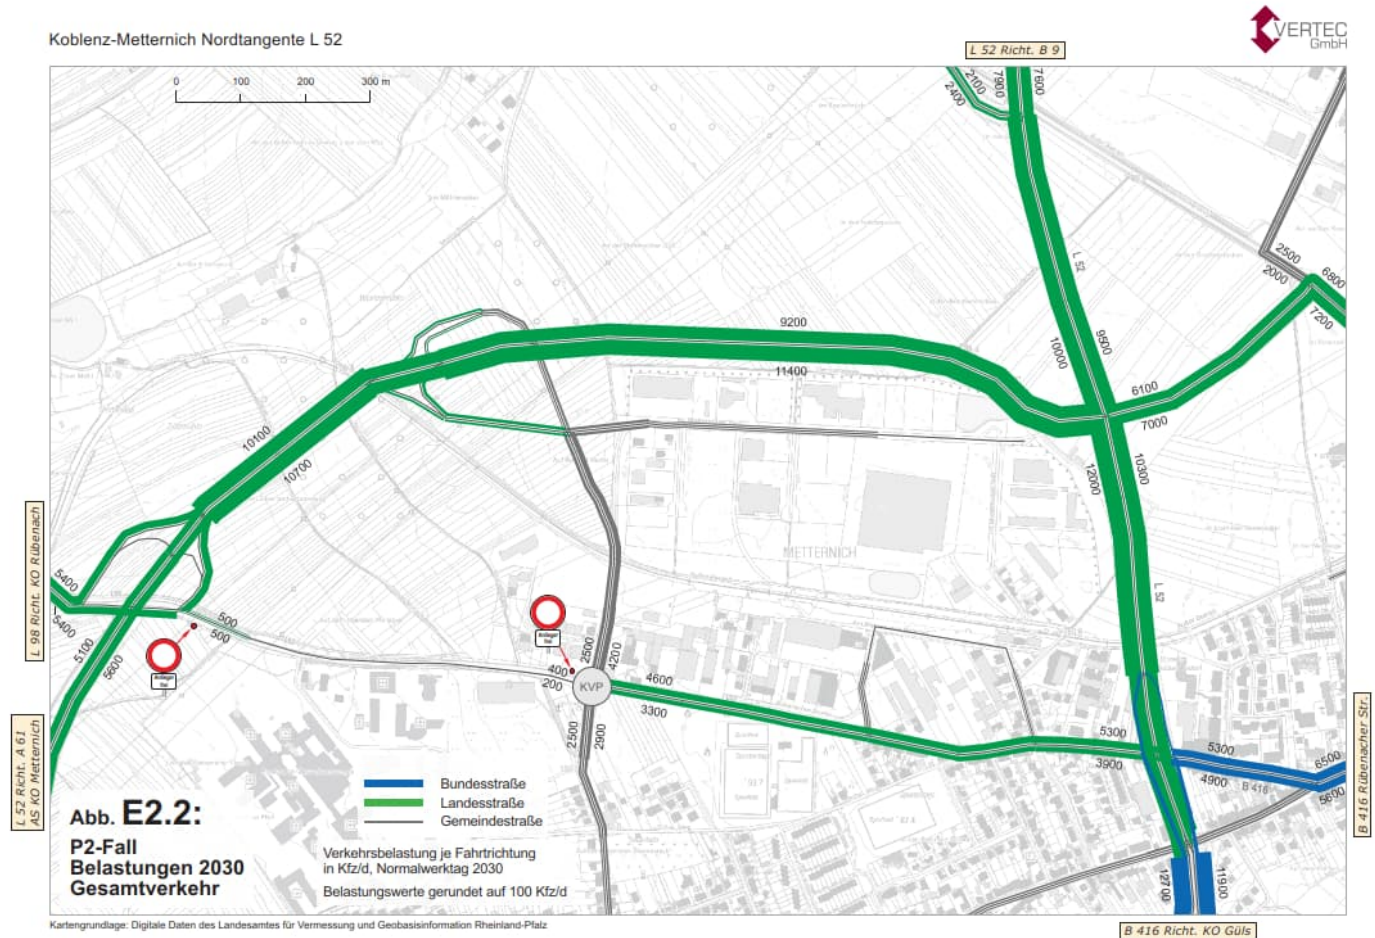 Koblenz-Metternich Nordtangente L 52
VERTEC
GmbH
L 52 Richt. B 9
0 100 200 300 m
2100
2400
7900
7600
L 52
2500
2000
6800
7200
9200
11400
10000
9500
6100
7000
10100
10700
12000
10300
METTERNICH
L 98 Richt. KO Rübenach
5400
5400
5100
5600
500
500
Anlieger
frei
Anlieger
frei
2500
4200
400
200
KVP
4600
3300
2500
2900
L 52
5300
3900
5300
4900
B 416
6500
5600
L 52 Richt. A 61
AS KO Metternich
B 416 Rübenacher Str.
Bundesstraße
Landesstraße
Gemeindestraße
Abb. E2.2:
P2-Fall
Belastungen 2030
Gesamtverkehr
Verkehrsbelastung je Fahrtrichtung
in Kfz/d, Normalwerktag 2030
Belastungswerte gerundet auf 100 Kfz/d
12700
11900
Kartengrundlage: Digitale Daten des Landesamtes für Vermessung und Geobasisinformation Rheinland-Pfalz
B 416 Richt. KO Güls